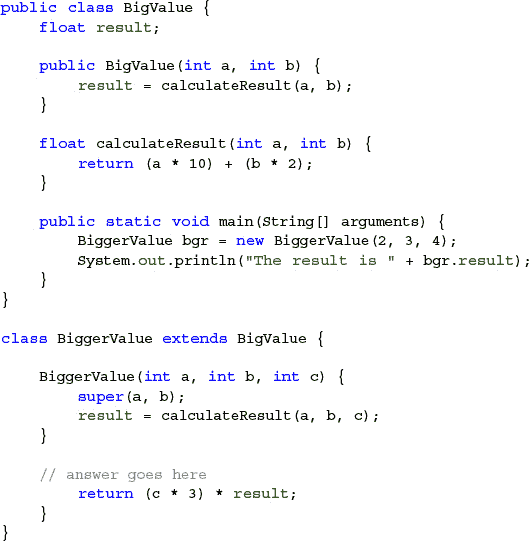 public class BigValue {
    float result;

    public BigValue(int a, int b) {
        result = calculateResult(a, b);
    }

    float calculateResult(int a, int b) {
        return (a * 10) + (b * 2);
    }

    public static void main(String[] arguments) {
        BiggerValue bgr = new BiggerValue(2, 3, 4);
        System.out.println("The result is " + bgr.result);
    }
}

class BiggerValue extends BigValue {

    BiggerValue(int a, int b, int c) {
        super(a, b);
        result = calculateResult(a, b, c);
    }

    // answer goes here
        return (c * 3) * result;
    }
}